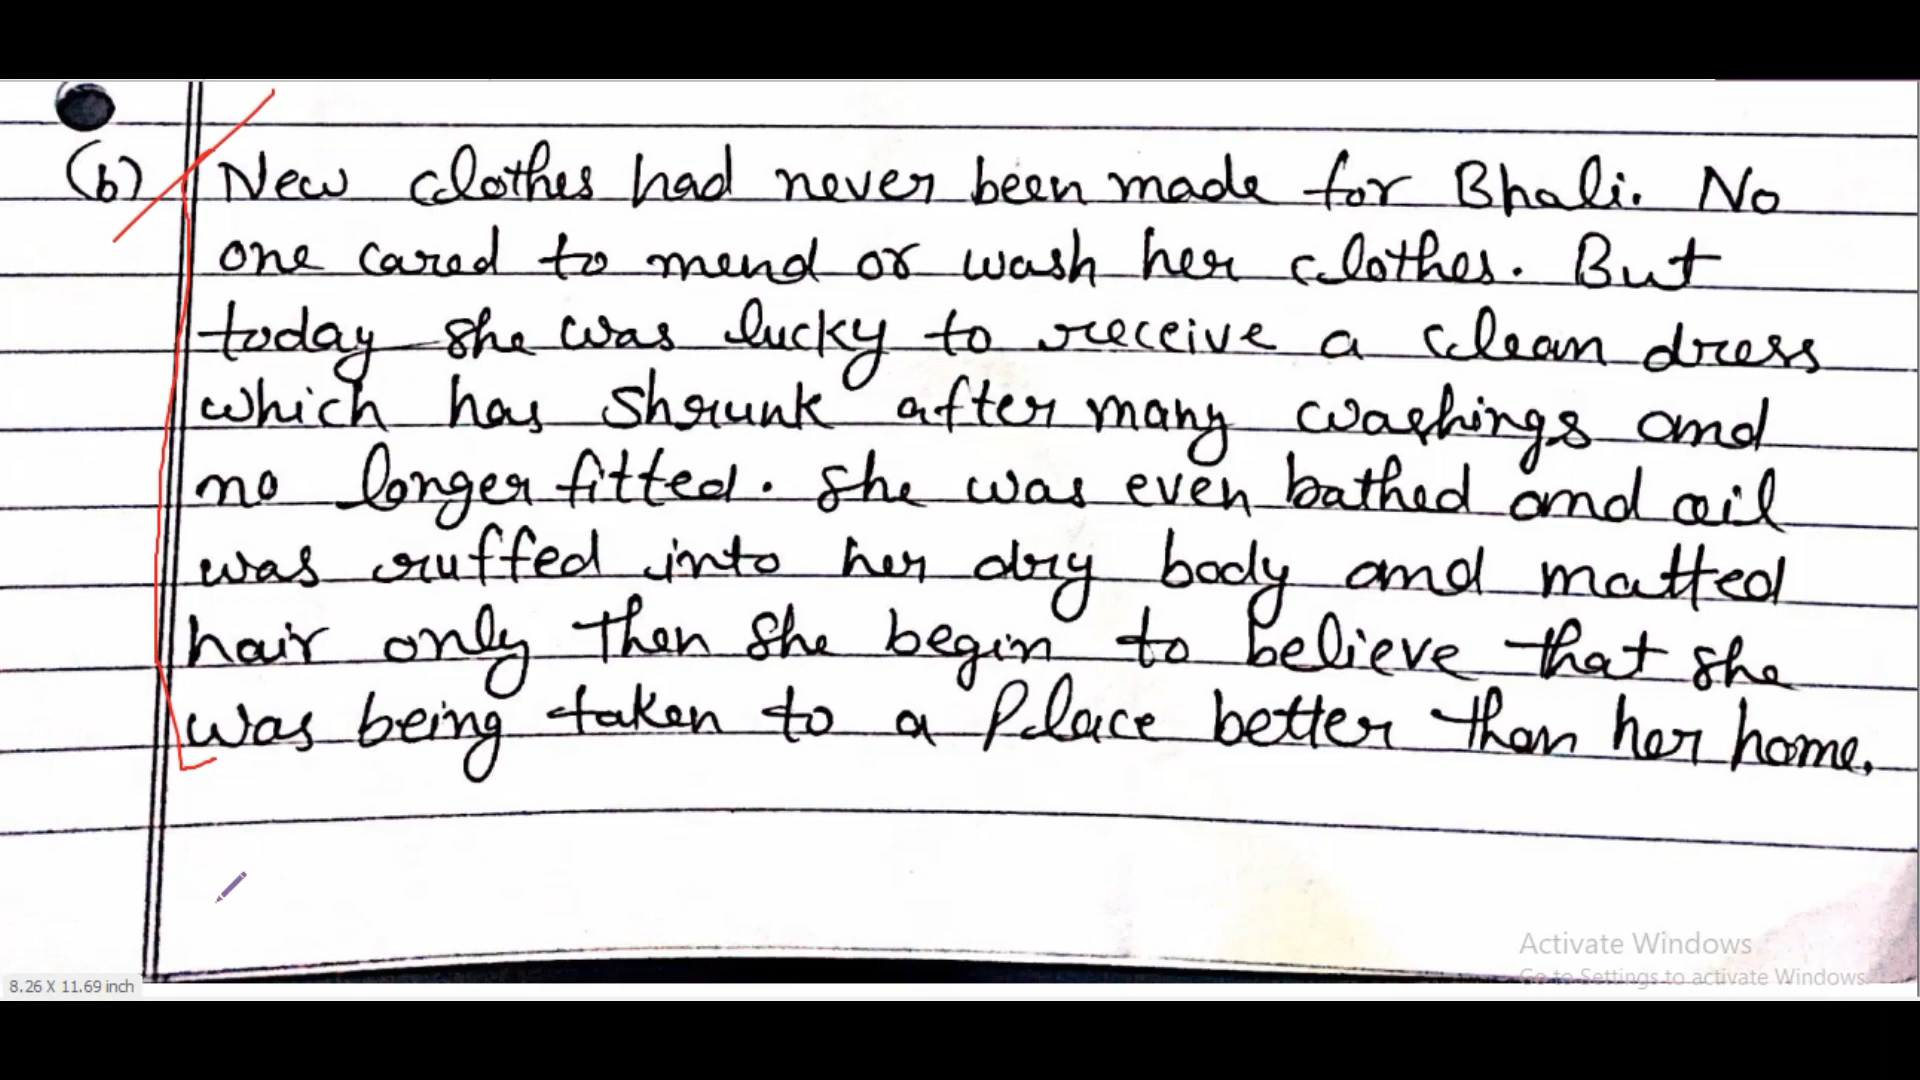 (b) New clothes had never been made for Bhali. No
one cared to mend or wash her clothes. But
today she was lucky to receive a clean dress
which has shrunk after many washings and
no longer fitted. She was even bathed and oil
was ruffed into her dry body and matted
hair only then she begin to believe that she
was being taken to a Place better than her home.
Activate Windows
Go to Settings to activate Windows.
8.26 X 11.69 inch